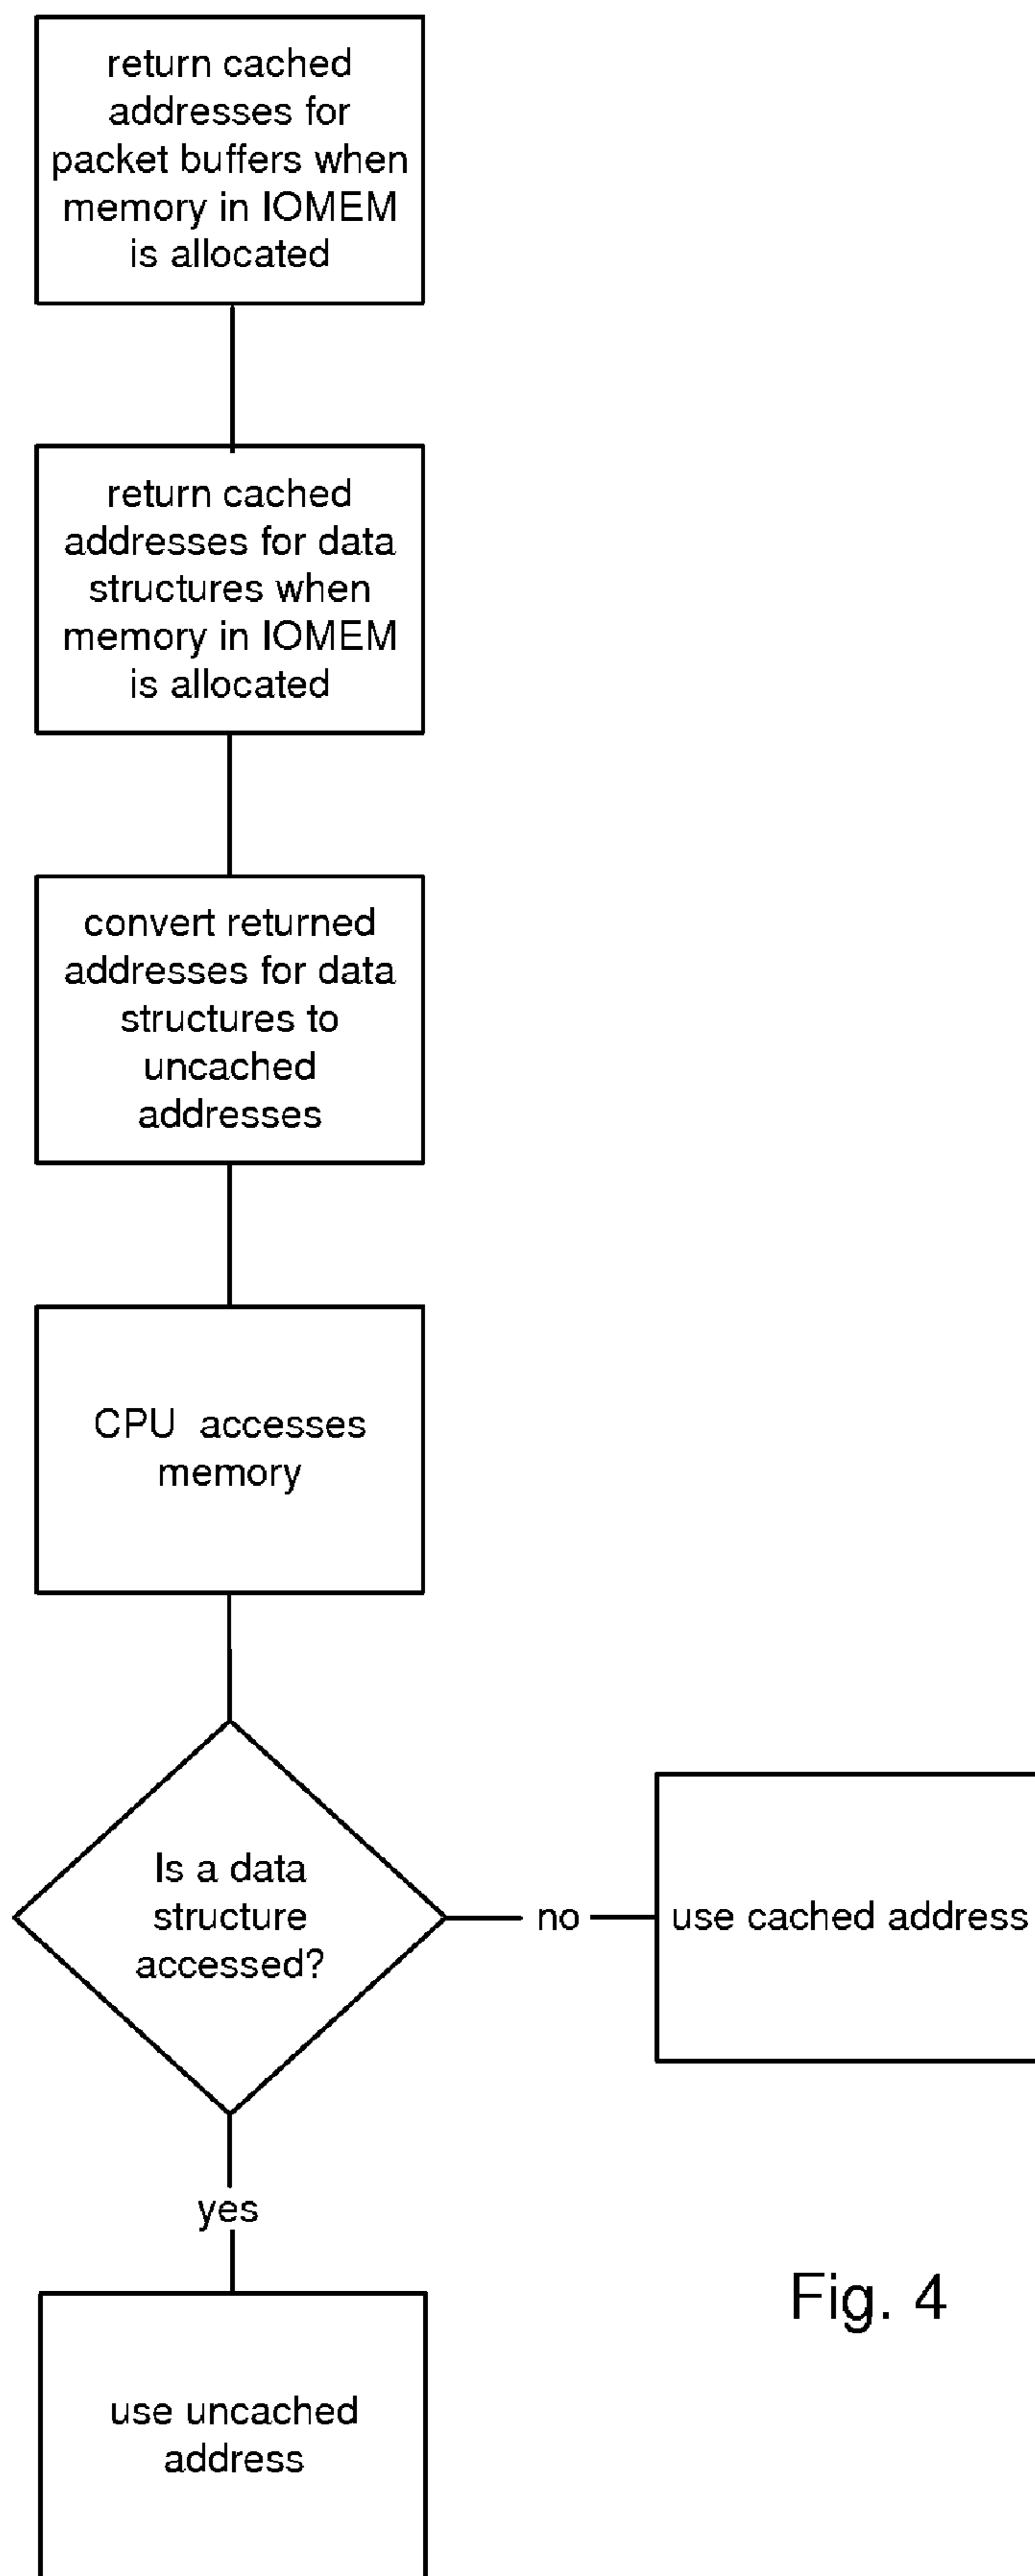 return cached
addresses for
packet buffers when
memory in IOMEM
is allocated
return cached
addresses for data
structures when
memory in IOMEM
is allocated
convert returned
addresses for data
structures to
uncached
addresses
CPU accesses
memory
Is a data
structure
accessed?
no
use cached address
yes
use uncached
address
Fig. 4